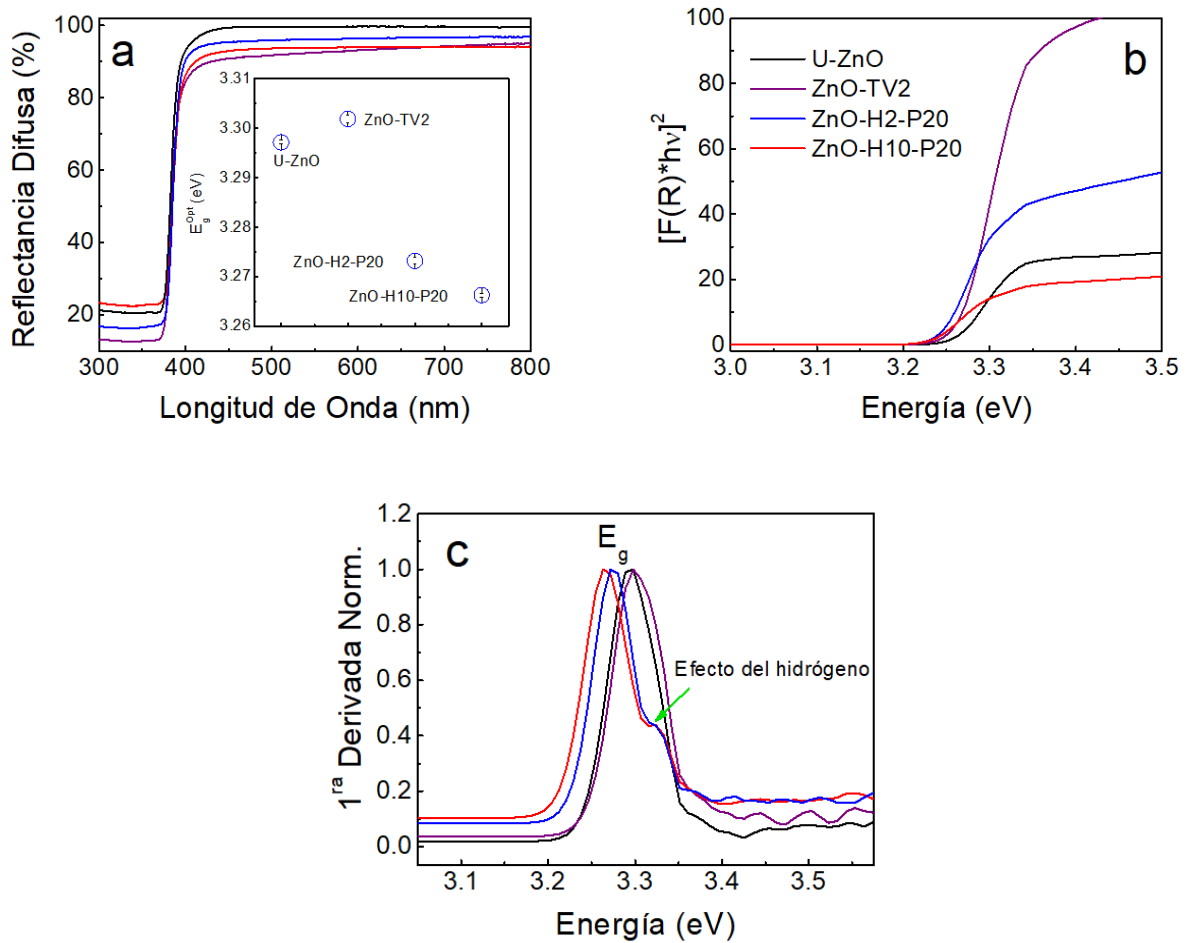 a
Reflectancia Difusa (%)
100
80
60
40
20
300 400 500 600 700 800
Longitud de Onda (nm)
E_g^Opt (eV)
3.31
3.30
3.29
3.28
3.27
3.26
ZnO-TV2
U-ZnO
ZnO-H2-P20
ZnO-H10-P20
b
[F(R)*hν]²
100
80
60
40
20
0
U-ZnO
ZnO-TV2
ZnO-H2-P20
ZnO-H10-P20
3.0 3.1 3.2 3.3 3.4 3.5
Energía (eV)
c
E_g
1ʳᵃ Derivada Norm.
1.2
1.0
0.8
0.6
0.4
0.2
0.0
Efecto del hidrógeno
3.1 3.2 3.3 3.4 3.5
Energía (eV)